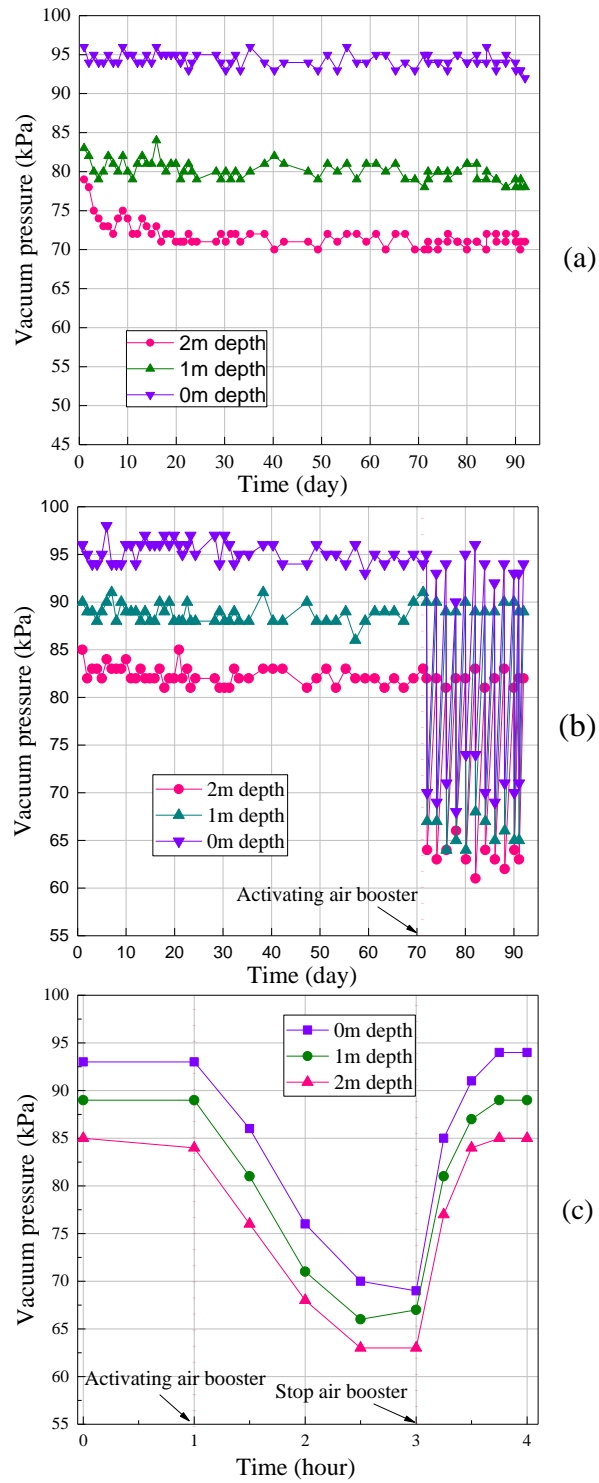 100
95
90
85
80
75
70
65
60
55
50
45
Vacuum pressure (kPa)
2m depth
1m depth
0m depth
0 10 20 30 40 50 60 70 80 90
Time (day)
(a)
100
95
90
85
80
75
70
65
60
55
Vacuum pressure (kPa)
2m depth
1m depth
0m depth
Activating air booster
0 10 20 30 40 50 60 70 80 90
Time (day)
(b)
100
95
90
85
80
75
70
65
60
55
Vacuum pressure (kPa)
0m depth
1m depth
2m depth
Activating air booster
Stop air booster
0 1 2 3 4
Time (hour)
(c)